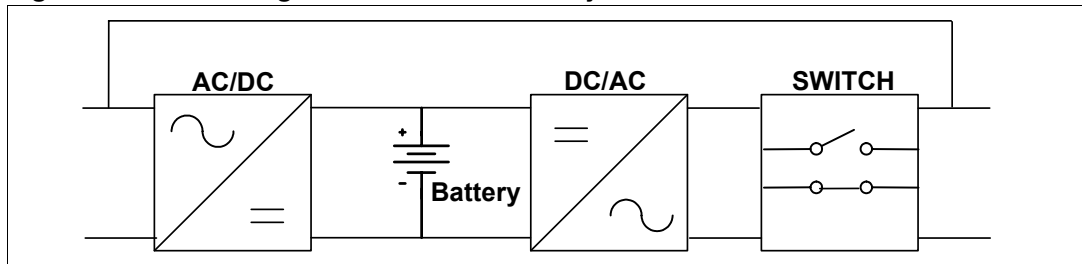 AC/DC
DC/AC
SWITCH
+
-
Battery